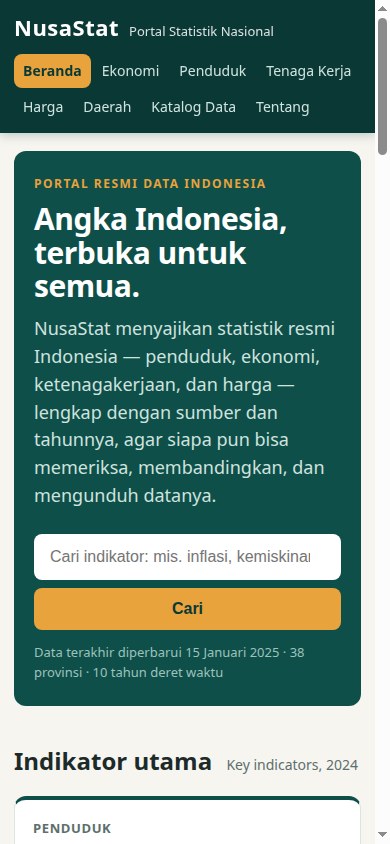 NusaStat Portal Statistik Nasional
Beranda Ekonomi Penduduk Tenaga Kerja
Harga Daerah Katalog Data Tentang
PORTAL RESMI DATA INDONESIA
Angka Indonesia,
terbuka untuk
semua.
NusaStat menyajikan statistik resmi
Indonesia — penduduk, ekonomi,
ketenagakerjaan, dan harga —
lengkap dengan sumber dan
tahunnya, agar siapa pun bisa
memeriksa, membandingkan, dan
mengunduh datanya.
Cari indikator: mis. inflasi, kemiskinan
Cari
Data terakhir diperbarui 15 Januari 2025 · 38
provinsi · 10 tahun deret waktu
Indikator utama Key indicators, 2024
PENDUDUK